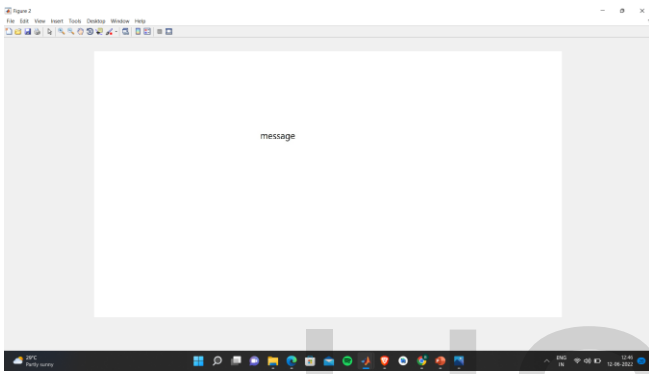 Figure 2
File Edit View Insert Tools Desktop Window Help
message
29°C
Partly sunny
ENG
IN
12:46
12-06-2022